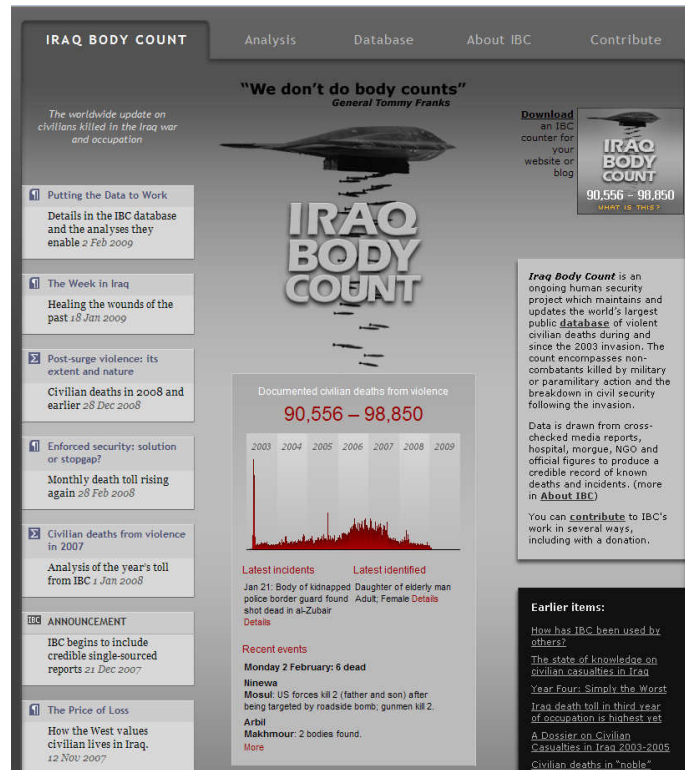 IRAQ BODY COUNT
Analysis
Database
About IBC
Contribute
The worldwide update on
civilians killed in the Iraq war
and occupation
Putting the Data to Work
Details in the IBC database
and the analyses they
enable 2 Feb 2009
The Week in Iraq
Healing the wounds of the
past 18 Jan 2009
Post-surge violence: its
extent and nature
Civilian deaths in 2008 and
earlier 28 Dec 2008
Enforced security: solution
or stopgap?
Monthly death toll rising
again 28 Feb 2008
Civilian deaths from violence
in 2007
Analysis of the year's toll
from IBC 1 Jan 2008
IBC ANNOUNCEMENT
IBC begins to include
credible single-sourced
reports 21 Dec 2007
The Price of Loss
How the West values
civilian lives in Iraq.
12 Nov 2007
“We don't do body counts”
General Tommy Franks
IRAQ
BODY
COUNT
Documented civilian deaths from violence
90,556 – 98,850
2003 2004 2005 2006 2007 2008 2009
Latest incidents
Jan 21: Body of kidnapped
police border guard found
shot dead in al-Zubair
Details
Latest identified
Daughter of elderly man
Adult, Female Details
Recent events
Monday 2 February: 6 dead
Ninewa
Mosul: US forces kill 2 (father and son) after
being targeted by roadside bomb; gunmen kill 2.
Arbil
Makhmour: 2 bodies found.
More
Download
an IBC
counter for
your
website or
blog
IRAQ
BODY
COUNT
90,556 – 98,850
WHAT IS THIS?
Iraq Body Count is an
ongoing human security
project which maintains and
updates the world's largest
public database of violent
civilian deaths during and
since the 2003 invasion. The
count encompasses non-
combatants killed by military
or paramilitary action and the
breakdown in civil security
following the invasion.
Data is drawn from cross-
checked media reports,
hospital, morgue, NGO and
official figures to produce a
credible record of known
deaths and incidents. (more
in About IBC)
You can contribute to IBC's
work in several ways,
including with a donation.
Earlier items:
How has IBC been used by
others?
The state of knowledge on
civilian casualties in Iraq
Year Four: Simply the Worst
Iraq death toll in third year
of occupation is highest yet
A Dossier on Civilian
Casualties in Iraq 2003-2005
Civilian deaths in “noble”